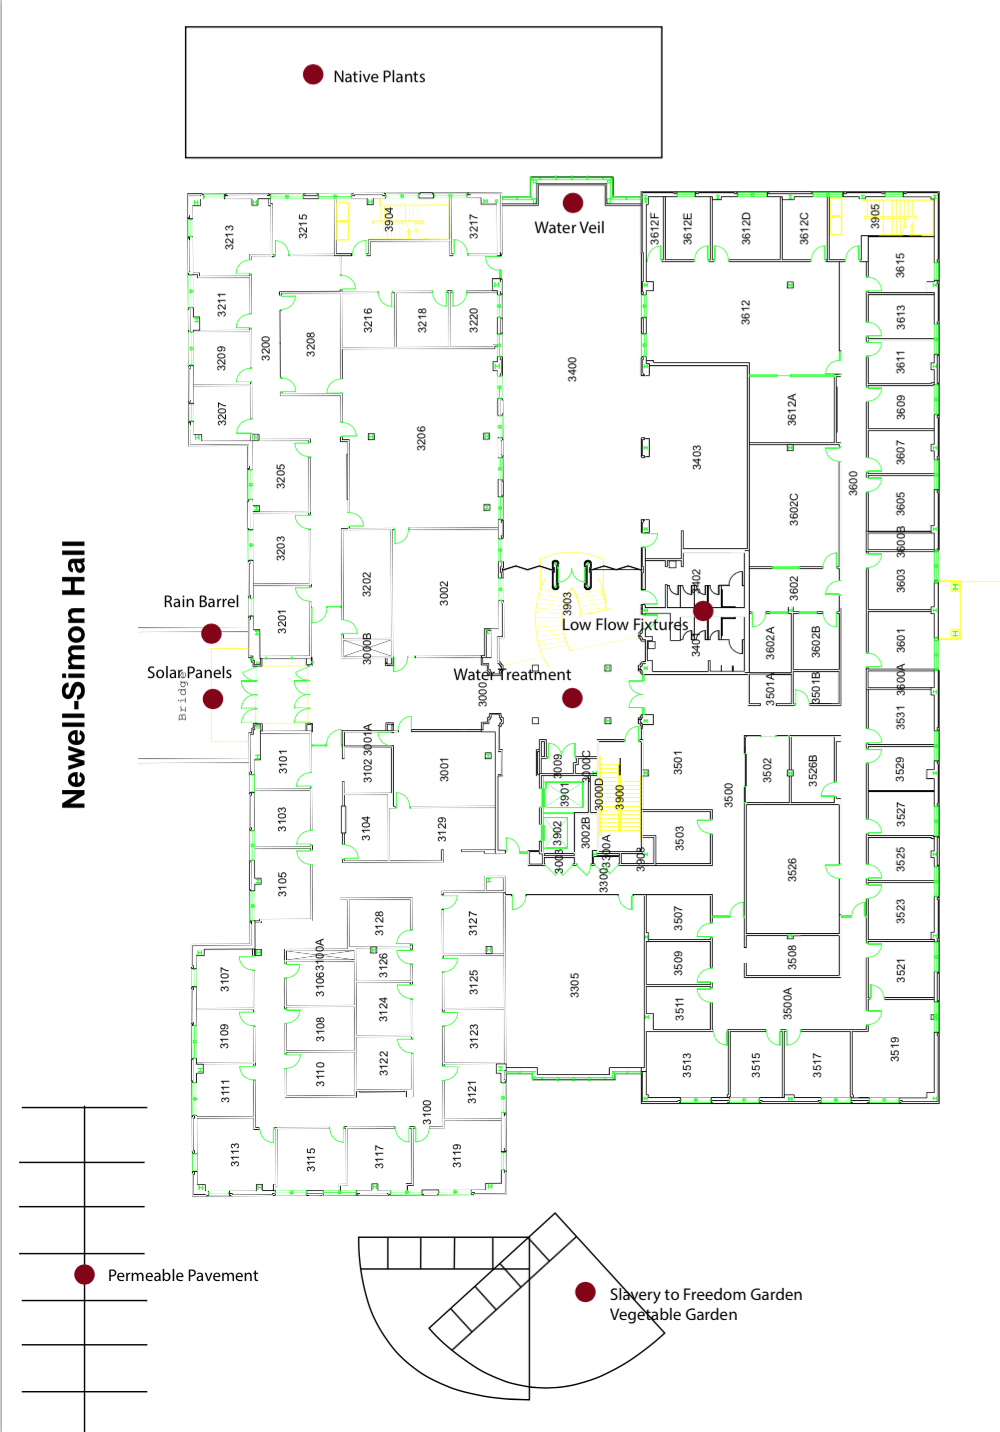 Native Plants
Water Veil
3213
3215
3904
3217
3612F
3612E
3612D
3612C
3905
3615
3211
3216
3218
3220
3612
3613
3200
3208
3209
3400
3611
3207
3612A
3609
3206
3403
3607
3205
3600
3602C
3605
3600B
3203
3202
3002
3402
3602
3603
Newell-Simon Hall
Rain Barrel
3903
Low Flow Fixtures
3201
3000B
3401
3602A
3602B
3601
Solar Panels
Bridge
Water Treatment
3000
3501A
3501B
3600A
3531
3101
3001A
3102
3001
3009
3000C
3501
3502
3526B
3529
3901
3000D
3900
3500
3103
3104
3129
3902
3002B
3503
3527
3003
3300
3300A
3908
3526
3525
3105
3128
3127
3507
3523
3100A
3126
3106
3107
3125
3305
3509
3508
3521
3124
3109
3108
3123
3511
3500A
3122
3110
3111
3121
3513
3515
3517
3519
3100
3113
3115
3117
3119
Permeable Pavement
Slavery to Freedom Garden
Vegetable Garden